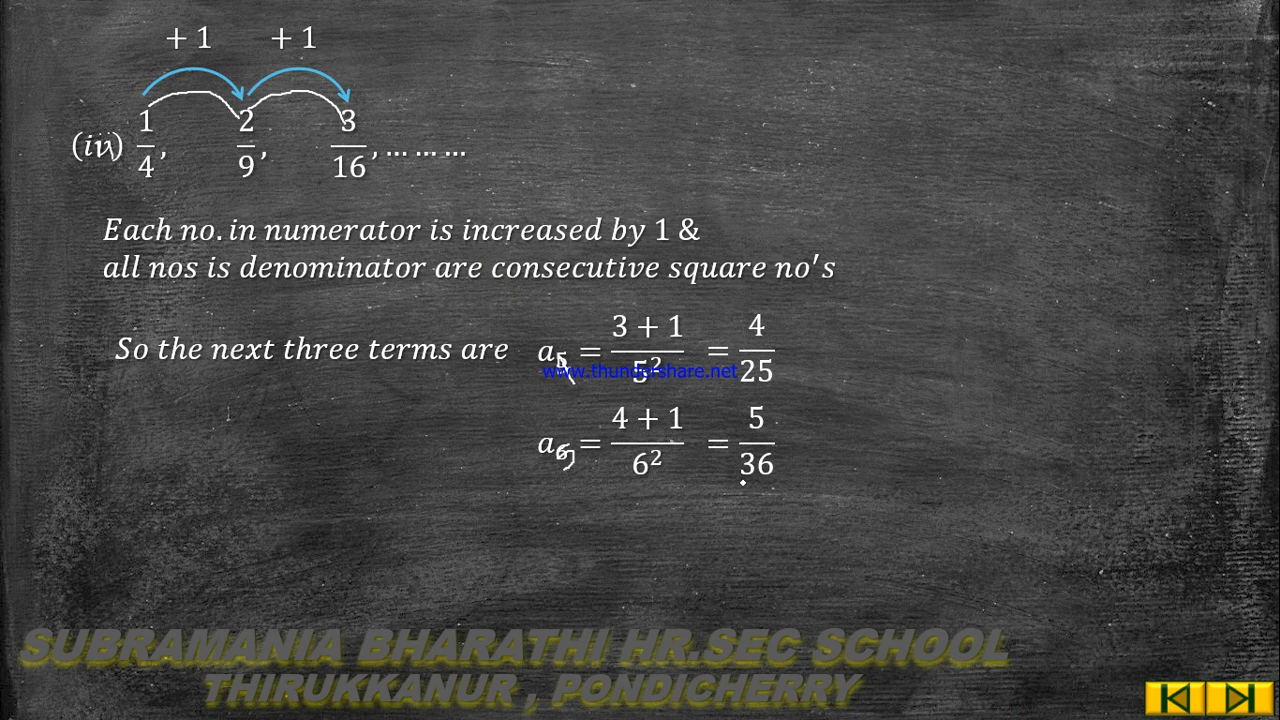 + 1 + 1
(iv) 1/4, 2/9, 3/16, ... ... ...
Each no. in numerator is increased by 1 &
all nos is denominator are consecutive square no's
So the next three terms are a₅ = (3 + 1)/5² = 4/25
www.thundershare.net
a₆ = (4 + 1)/6² = 5/36
SUBRAMANIA BHARATHI HR.SEC SCHOOL
THIRUKKANUR , PONDICHERRY